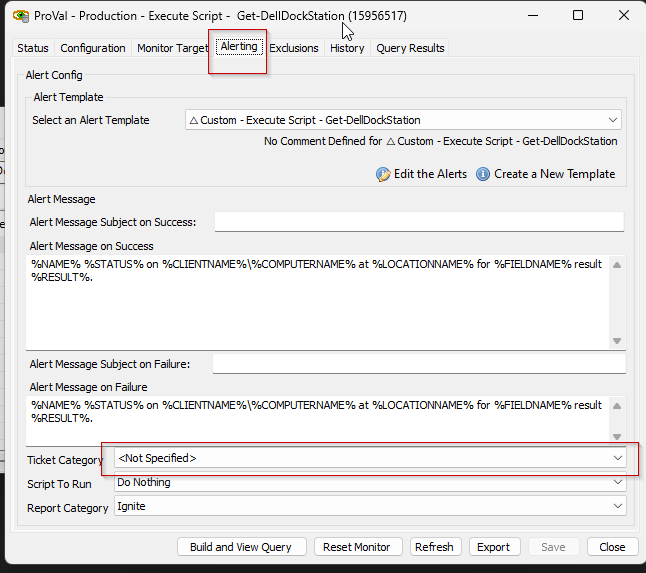 ProVal - Production - Execute Script - Get-DellDockStation (15956517)
Status Configuration Monitor Target Alerting Exclusions History Query Results
Alert Config
Alert Template
Select an Alert Template △ Custom - Execute Script - Get-DellDockStation
No Comment Defined for △ Custom - Execute Script - Get-DellDockStation
Edit the Alerts Create a New Template
Alert Message
Alert Message Subject on Success:
Alert Message on Success
%NAME% %STATUS% on %CLIENTNAME%\%COMPUTERNAME% at %LOCATIONNAME% for %FIELDNAME% result
%RESULT%.
Alert Message Subject on Failure:
Alert Message on Failure
%NAME% %STATUS% on %CLIENTNAME%\%COMPUTERNAME% at %LOCATIONNAME% for %FIELDNAME% result
%RESULT%.
Ticket Category <Not Specified>
Script To Run Do Nothing
Report Category Ignite
Build and View Query Reset Monitor Refresh Export Save Close